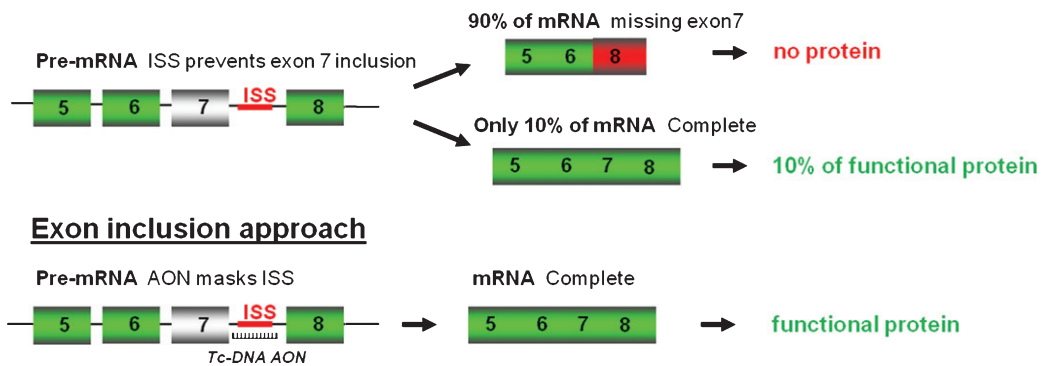 90% of mRNA missing exon7
5 6 8
no protein
Pre-mRNA ISS prevents exon 7 inclusion
ISS
5 6 7 8
Only 10% of mRNA Complete
5 6 7 8
10% of functional protein
Exon inclusion approach
Pre-mRNA AON masks ISS
mRNA Complete
ISS
5 6 7 8
5 6 7 8
functional protein
Tc-DNA AON